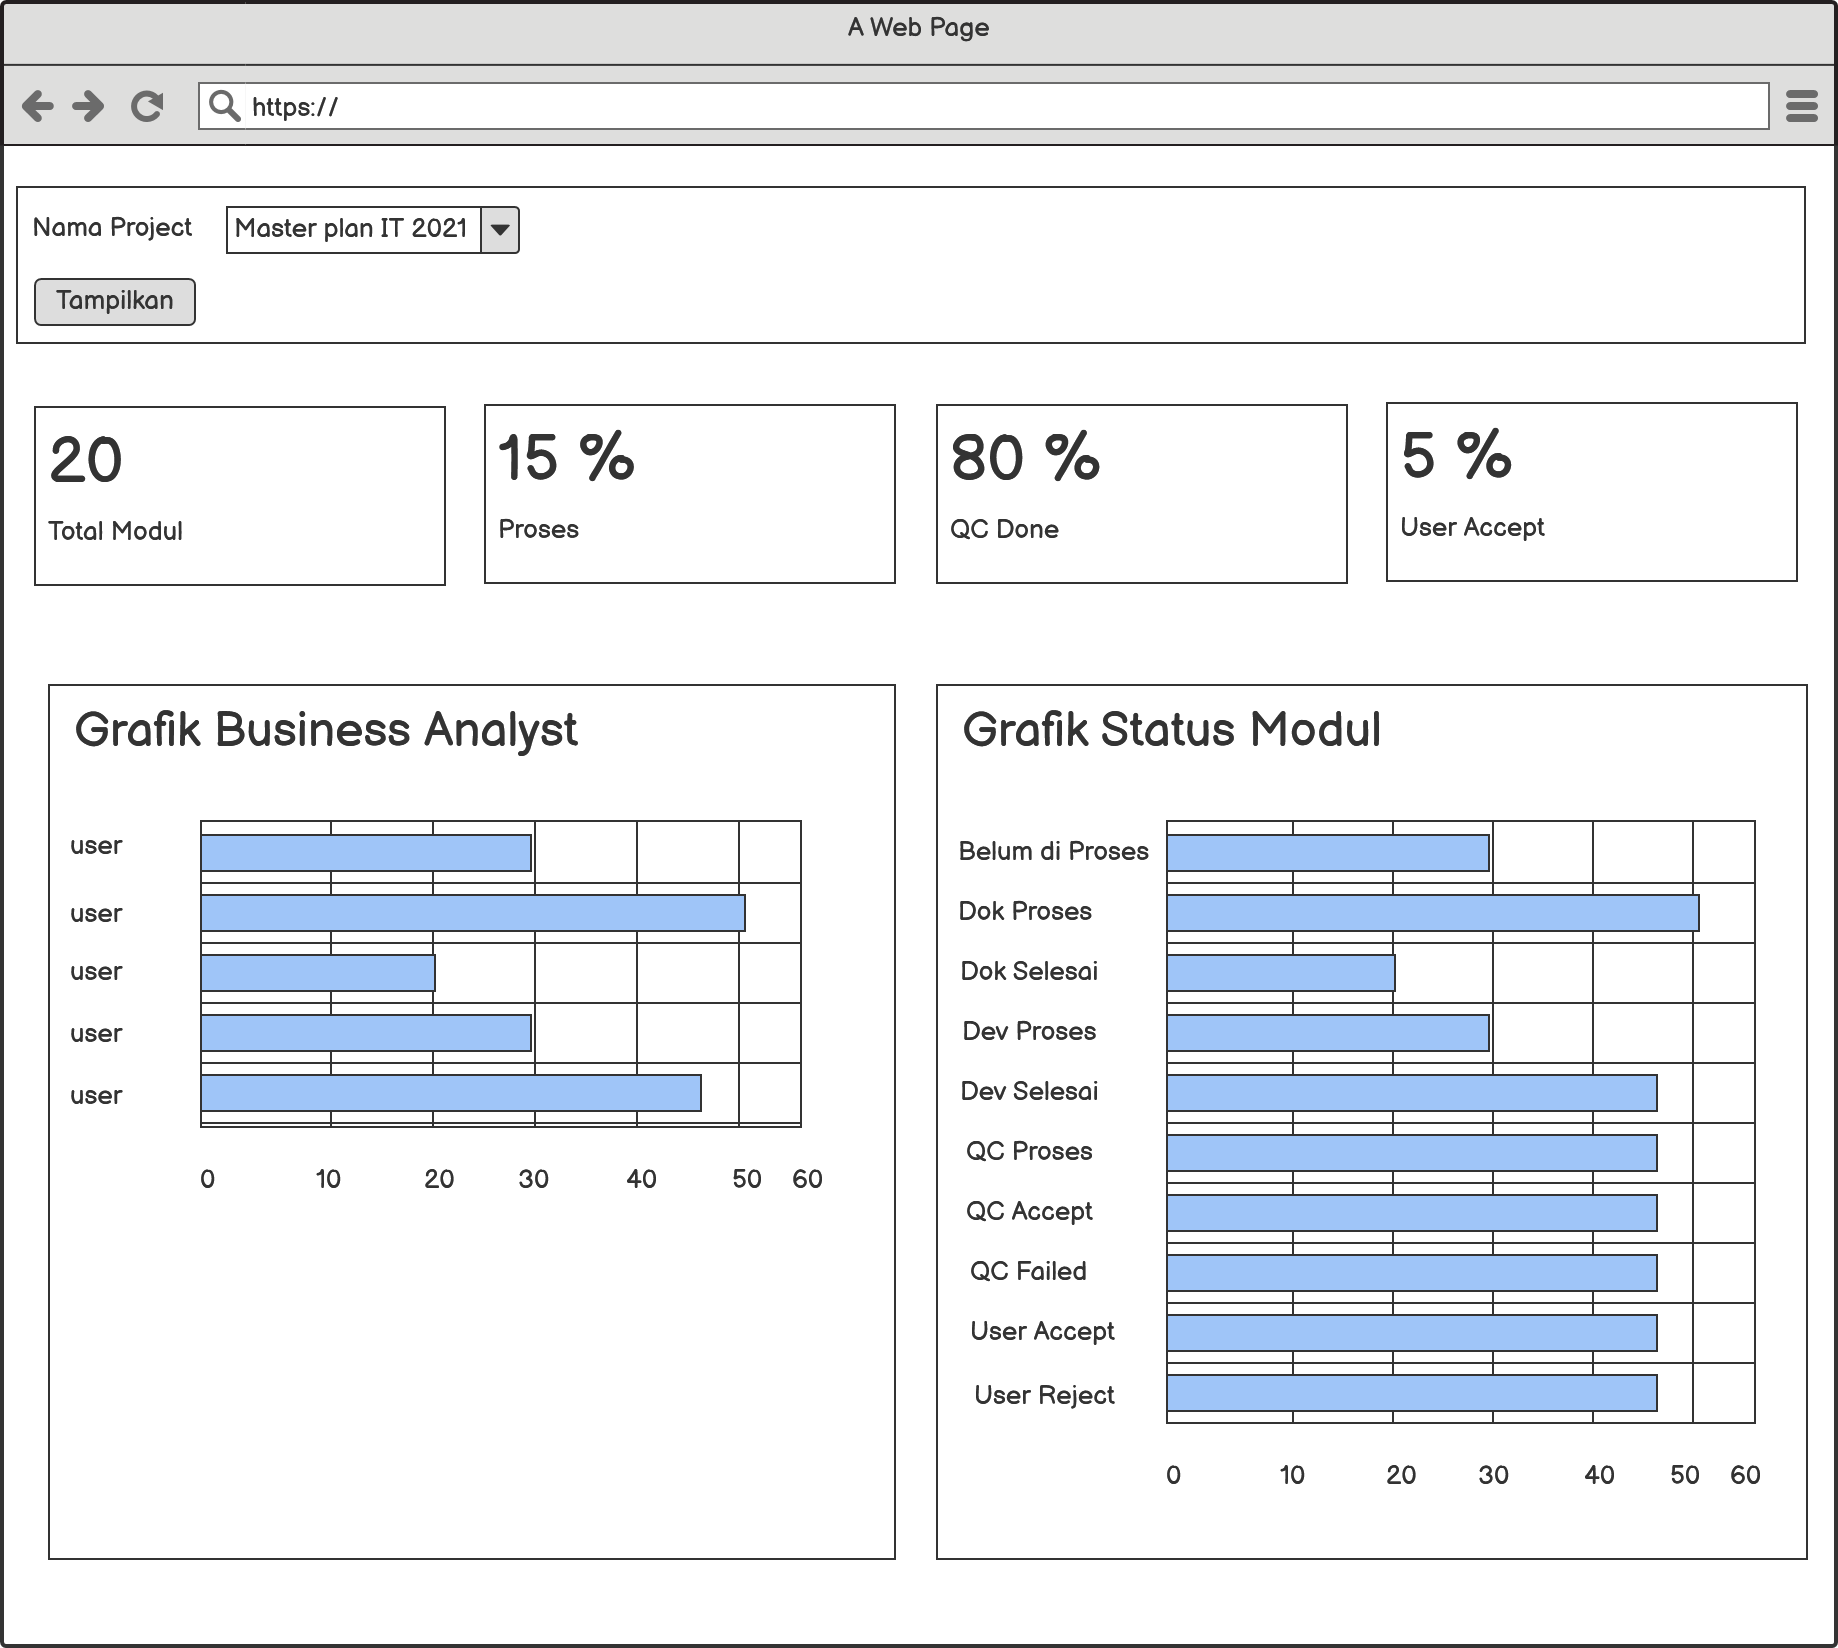 A Web Page
https://
Nama Project
Master plan IT 2021
Tampilkan
20
Total Modul
15 %
Proses
80 %
QC Done
5 %
User Accept
Grafik Business Analyst
user
user
user
user
user
0 10 20 30 40 50 60
Grafik Status Modul
Belum di Proses
Dok Proses
Dok Selesai
Dev Proses
Dev Selesai
QC Proses
QC Accept
QC Failed
User Accept
User Reject
0 10 20 30 40 50 60